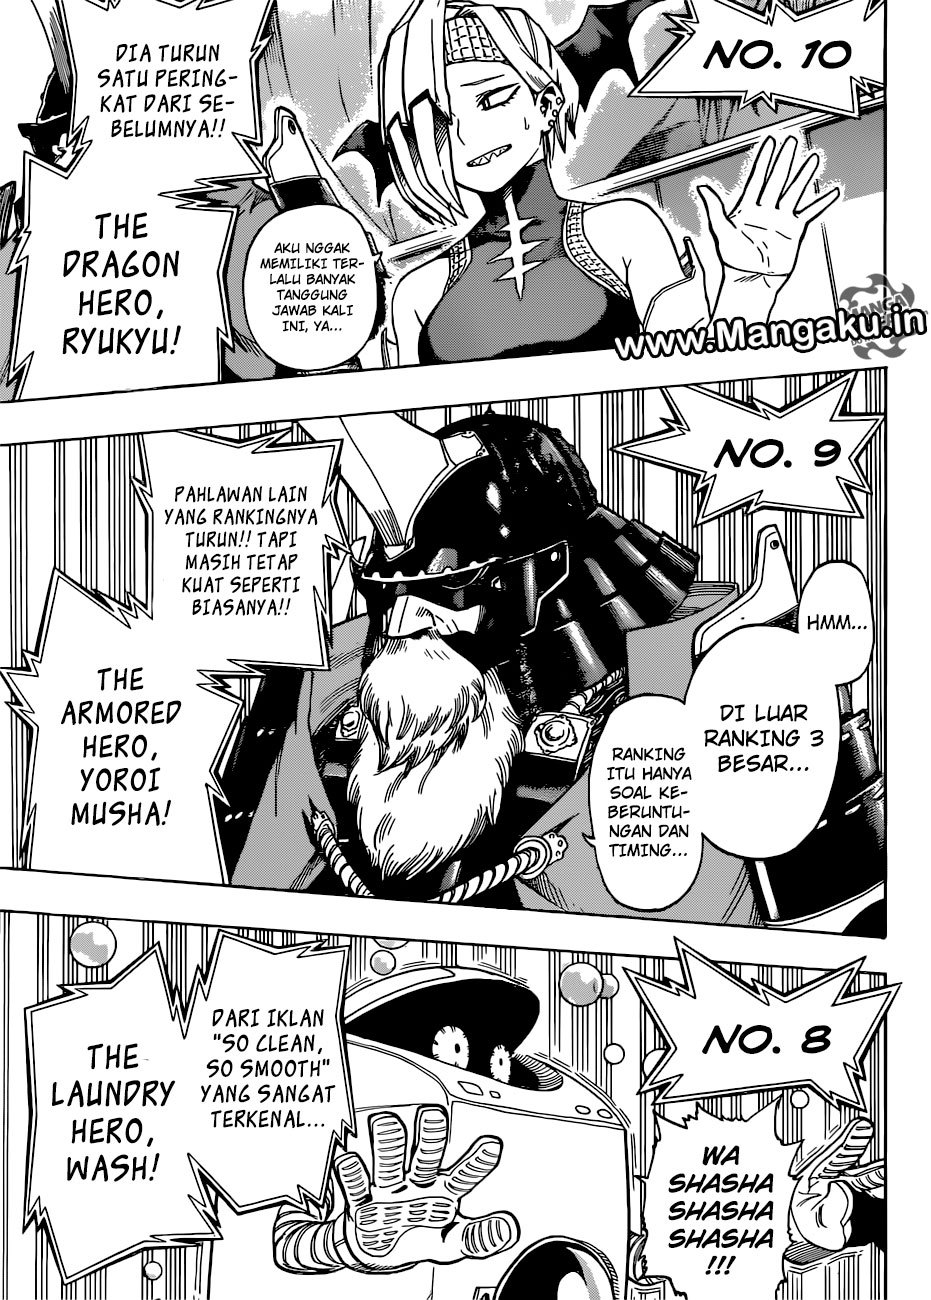 NO. 10
DIA TURUN
SATU PERING-
KAT DARI SE-
BELUMNYA!!
THE
DRAGON
HERO,
RYUKYU!
AKU NGGAK
MEMILIKI TER-
LALU BANYAK
TANGGUNG
JAWAB KALI
INI, YA...
www.Mangaku.in
NO. 9
PAHLAWAN LAIN
YANG RANKINGNYA
TURUN!! TAPI
MASIH TETAP
KUAT SEPERTI
BIASANYA!!
THE
ARMORED
HERO,
YOROI
MUSHA!
HMM...
DI LUAR
RANKING 3
BESAR...
RANKING
ITU HANYA
SOAL KE-
BERUNTU-
NGAN DAN
TIMING...
NO. 8
DARI IKLAN
"SO CLEAN,
SO SMOOTH"
YANG SANGAT
TERKENAL...
THE
LAUNDRY
HERO,
WASH!
WA
SHASHA
SHASHA
SHASHA
!!!